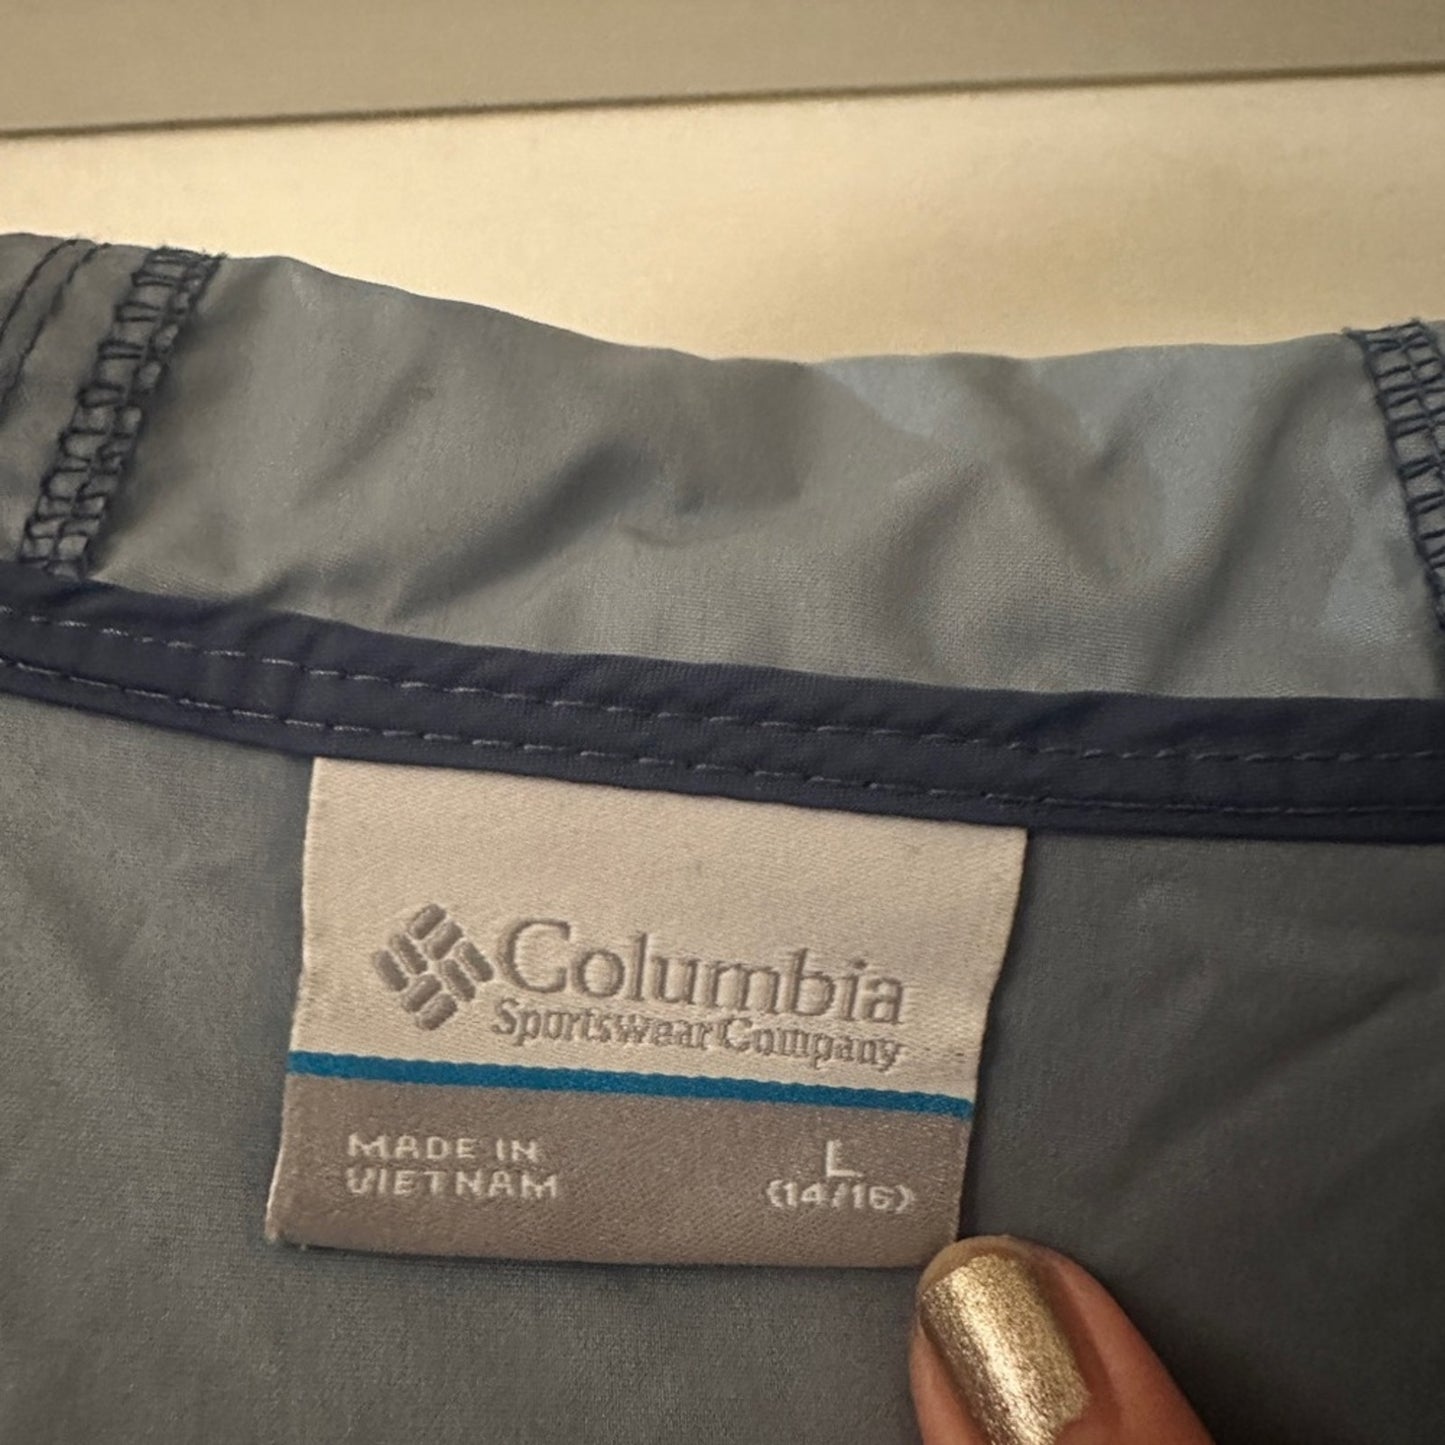 Columbia
Sportswear Company
MADE IN
VIETNAM
L
(14/16)